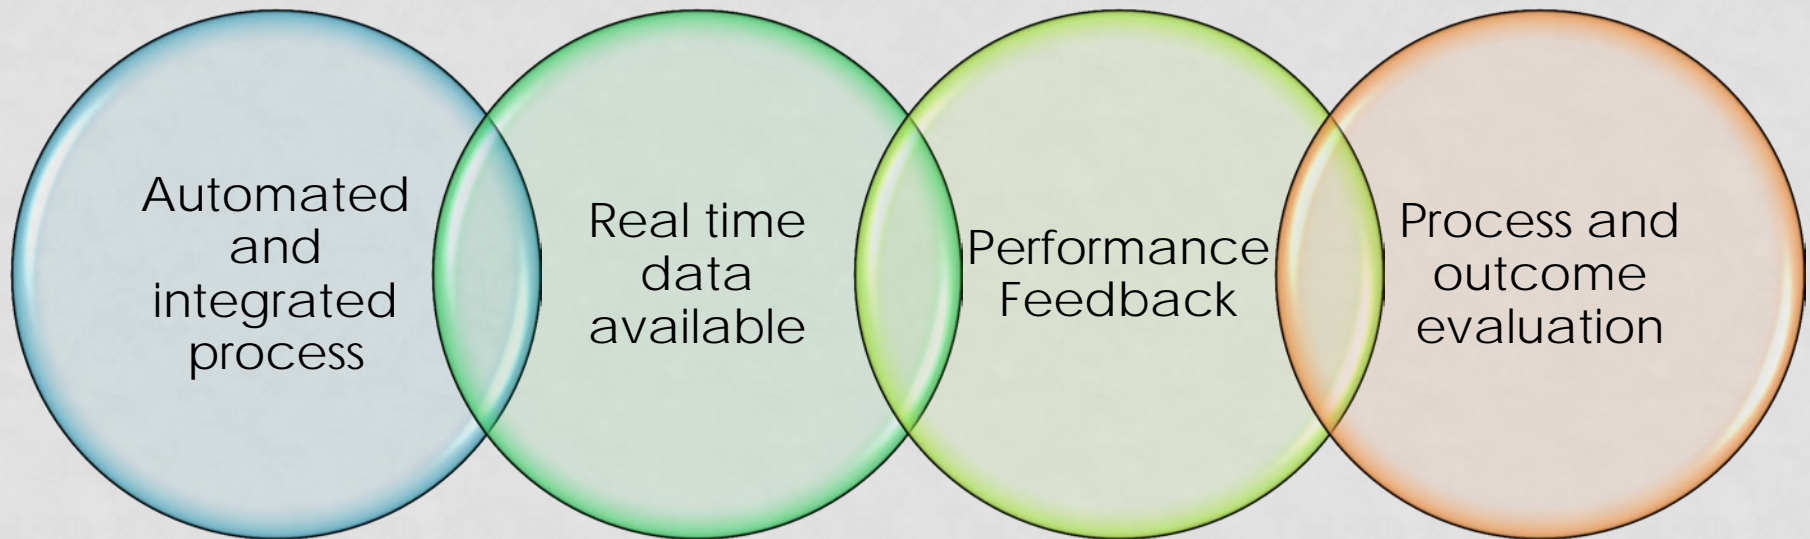 Automated
and
integrated
process
Real time
data
available
Performance
Feedback
Process and
outcome
evaluation